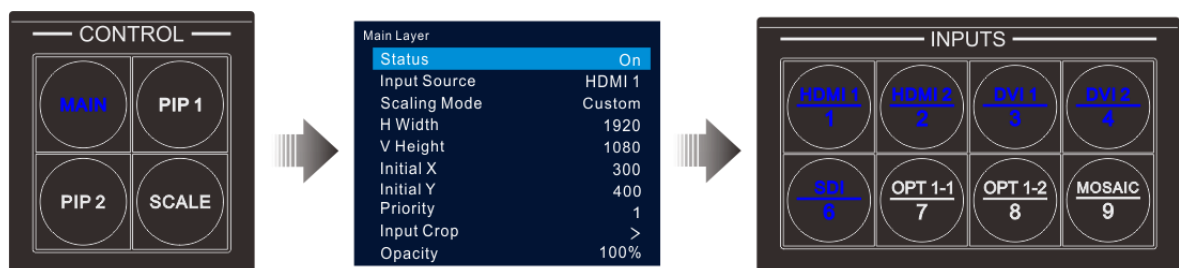 CONTROL
MAIN
PIP 1
PIP 2
SCALE
Main Layer
Status On
Input Source HDMI 1
Scaling Mode Custom
H Width 1920
V Height 1080
Initial X 300
Initial Y 400
Priority 1
Input Crop >
Opacity 100%
INPUTS
HDMI 1
1
HDMI 2
2
DVI 1
3
DVI 2
4
SDI
6
OPT 1-1
7
OPT 1-2
8
MOSAIC
9